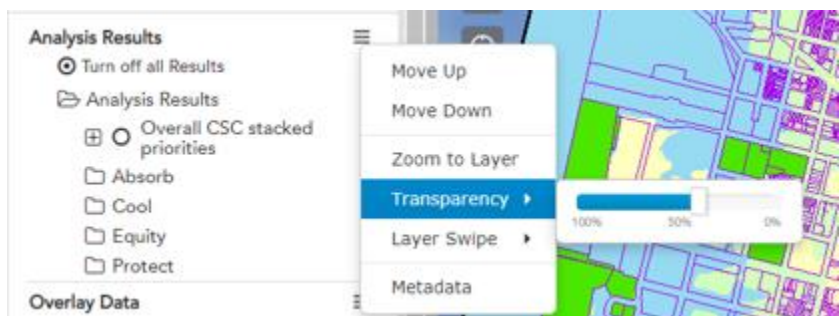 Analysis Results
Turn off all Results
Analysis Results
Overall CSC stacked
priorities
Absorb
Cool
Equity
Protect
Overlay Data
Move Up
Move Down
Zoom to Layer
Transparency
100% 50% 0%
Layer Swipe
Metadata